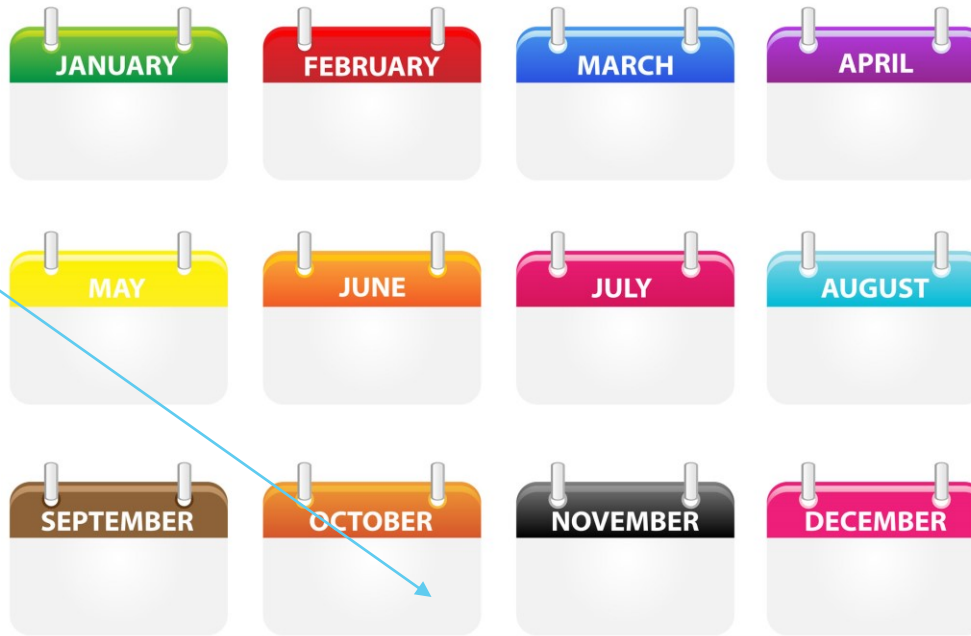 JANUARY FEBRUARY MARCH APRIL
MAY JUNE JULY AUGUST
SEPTEMBER OCTOBER NOVEMBER DECEMBER